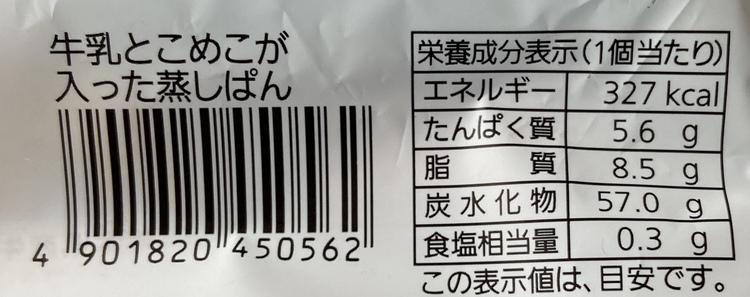 牛乳とこめこが
入った蒸しぱん
4 901820 450562
栄養成分表示(1個当たり)
エネルギー 327 kcal
たんぱく質 5.6 g
脂質 8.5 g
炭水化物 57.0 g
食塩相当量 0.3 g
この表示値は、目安です。